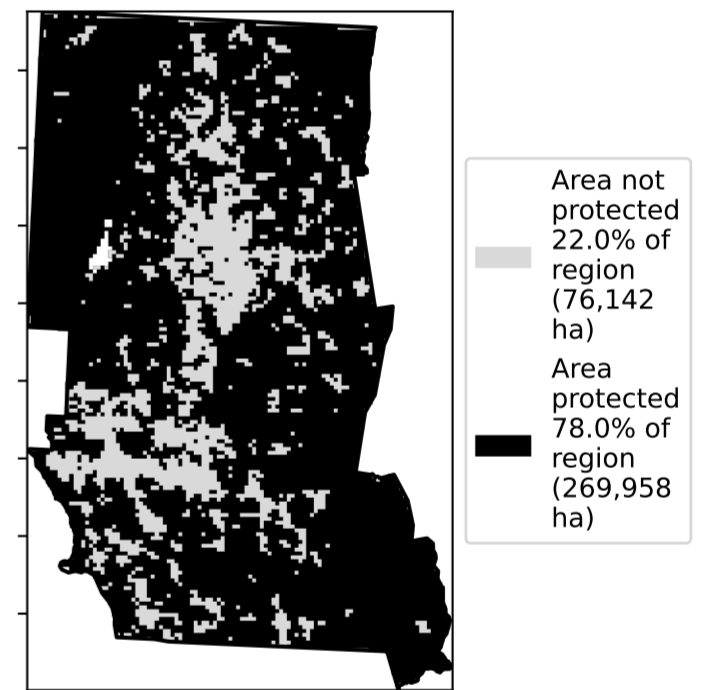 Area not
protected
22.0% of
region
(76,142
ha)
Area
protected
78.0% of
region
(269,958
ha)